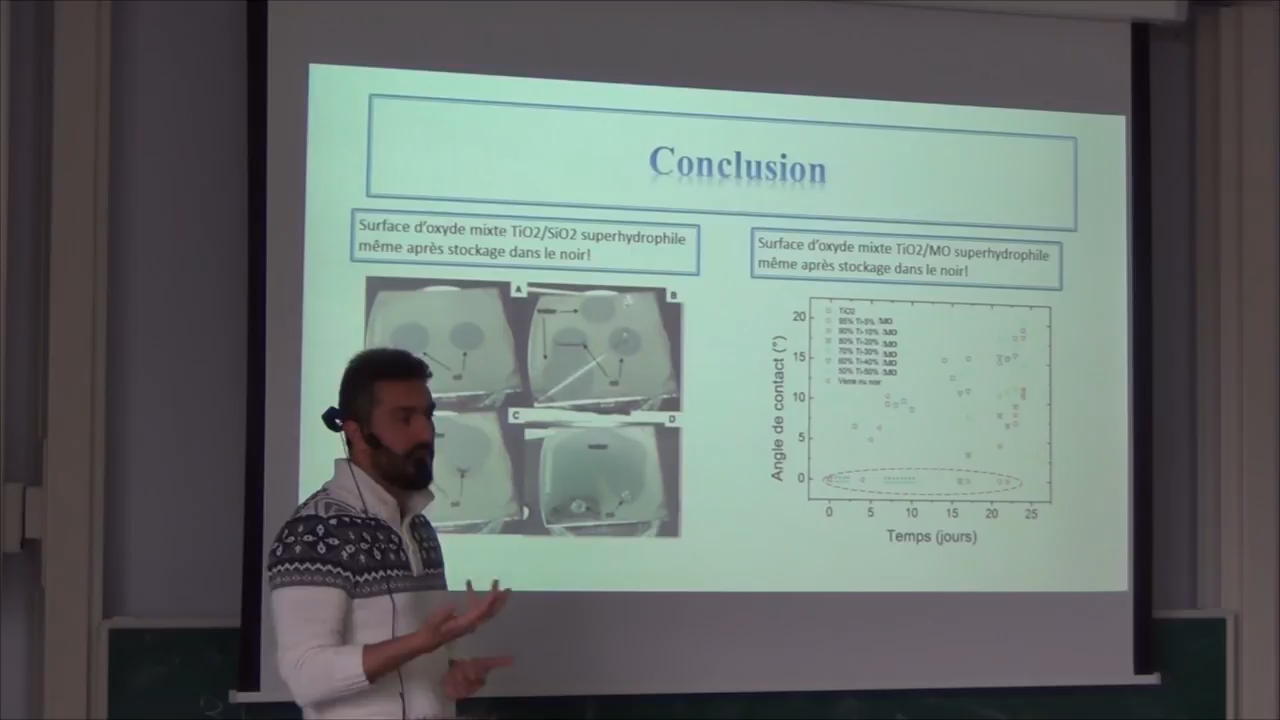 Conclusion
Surface d'oxyde mixte TiO2/SiO2 superhydrophile
même après stockage dans le noir!
Surface d'oxyde mixte TiO2/MO superhydrophile
même après stockage dans le noir!
A
B
C
D
Angle de contact (°)
20
15
10
5
0
TiO2
95% Ti-5% MO
90% Ti-10% MO
80% Ti-20% MO
70% Ti-30% MO
60% Ti-40% MO
50% Ti-50% MO
Verre nu noir
0 5 10 15 20 25
Temps (jours)